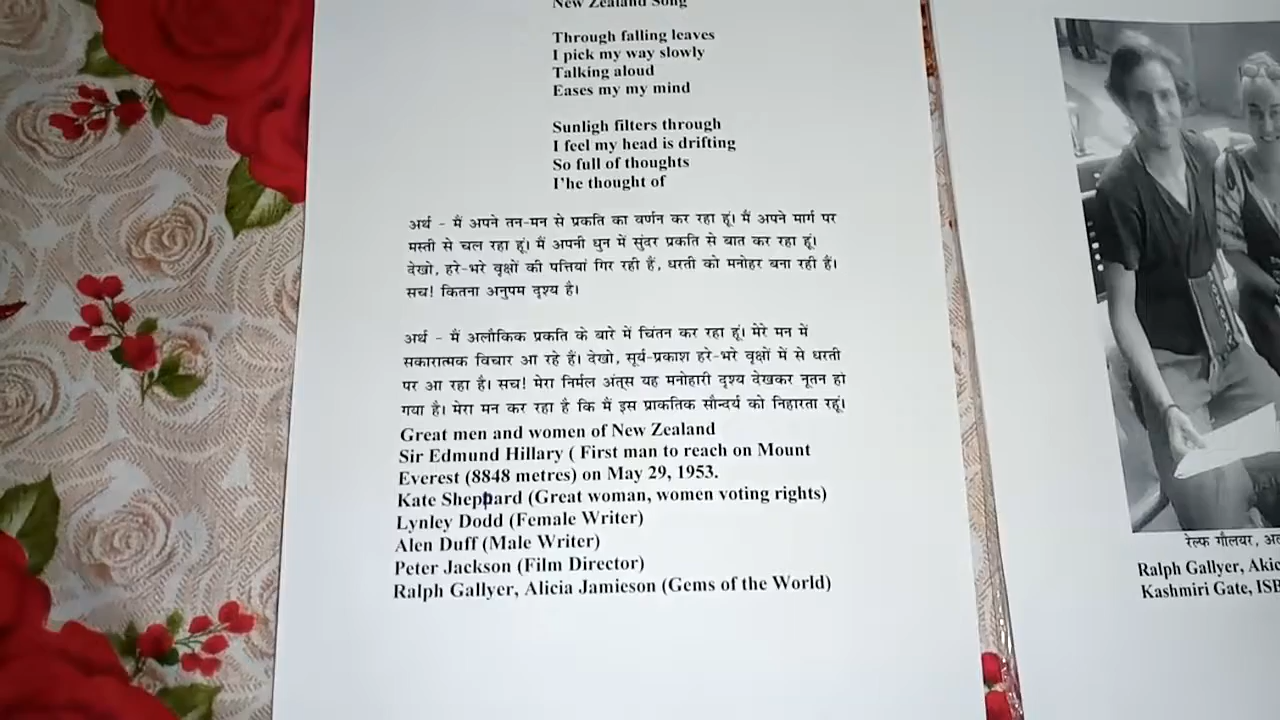 New Zealand Song
Through falling leaves
I pick my way slowly
Talking aloud
Eases my my mind
Sunligh filters through
I feel my head is drifting
So full of thoughts
I'he thought of
अर्थ - मैं अपने तन-मन से प्रकति का वर्णन कर रहा हूं। मैं अपने मार्ग पर
मस्ती से चल रहा हूं। मैं अपनी धुन में सुंदर प्रकति से बात कर रहा हूं।
देखो, हरे-भरे वृक्षों की पत्तियां गिर रही हैं, धरती को मनोहर बना रही हैं।
सच! कितना अनुपम दृश्य है।
अर्थ - मैं अलौकिक प्रकति के बारे में चिंतन कर रहा हूं। मेरे मन में
सकारात्मक विचार आ रहे हैं। देखो, सूर्य-प्रकाश हरे-भरे वृक्षों में से धरती
पर आ रहा है। सच! मेरा निर्मल अंत्स यह मनोहारी दृश्य देखकर नूतन हो
गया है। मेरा मन कर रहा है कि मैं इस प्राकतिक सौन्दर्य को निहारता रहूं।
Great men and women of New Zealand
Sir Edmund Hillary ( First man to reach on Mount
Everest (8848 metres) on May 29, 1953.
Kate Sheppard (Great woman, women voting rights)
Lynley Dodd (Female Writer)
Alen Duff (Male Writer)
Peter Jackson (Film Director)
Ralph Gallyer, Alicia Jamieson (Gems of the World)
रेल्फ गौलयर,
Ralph Gallyer,
Kashmiri Gate,